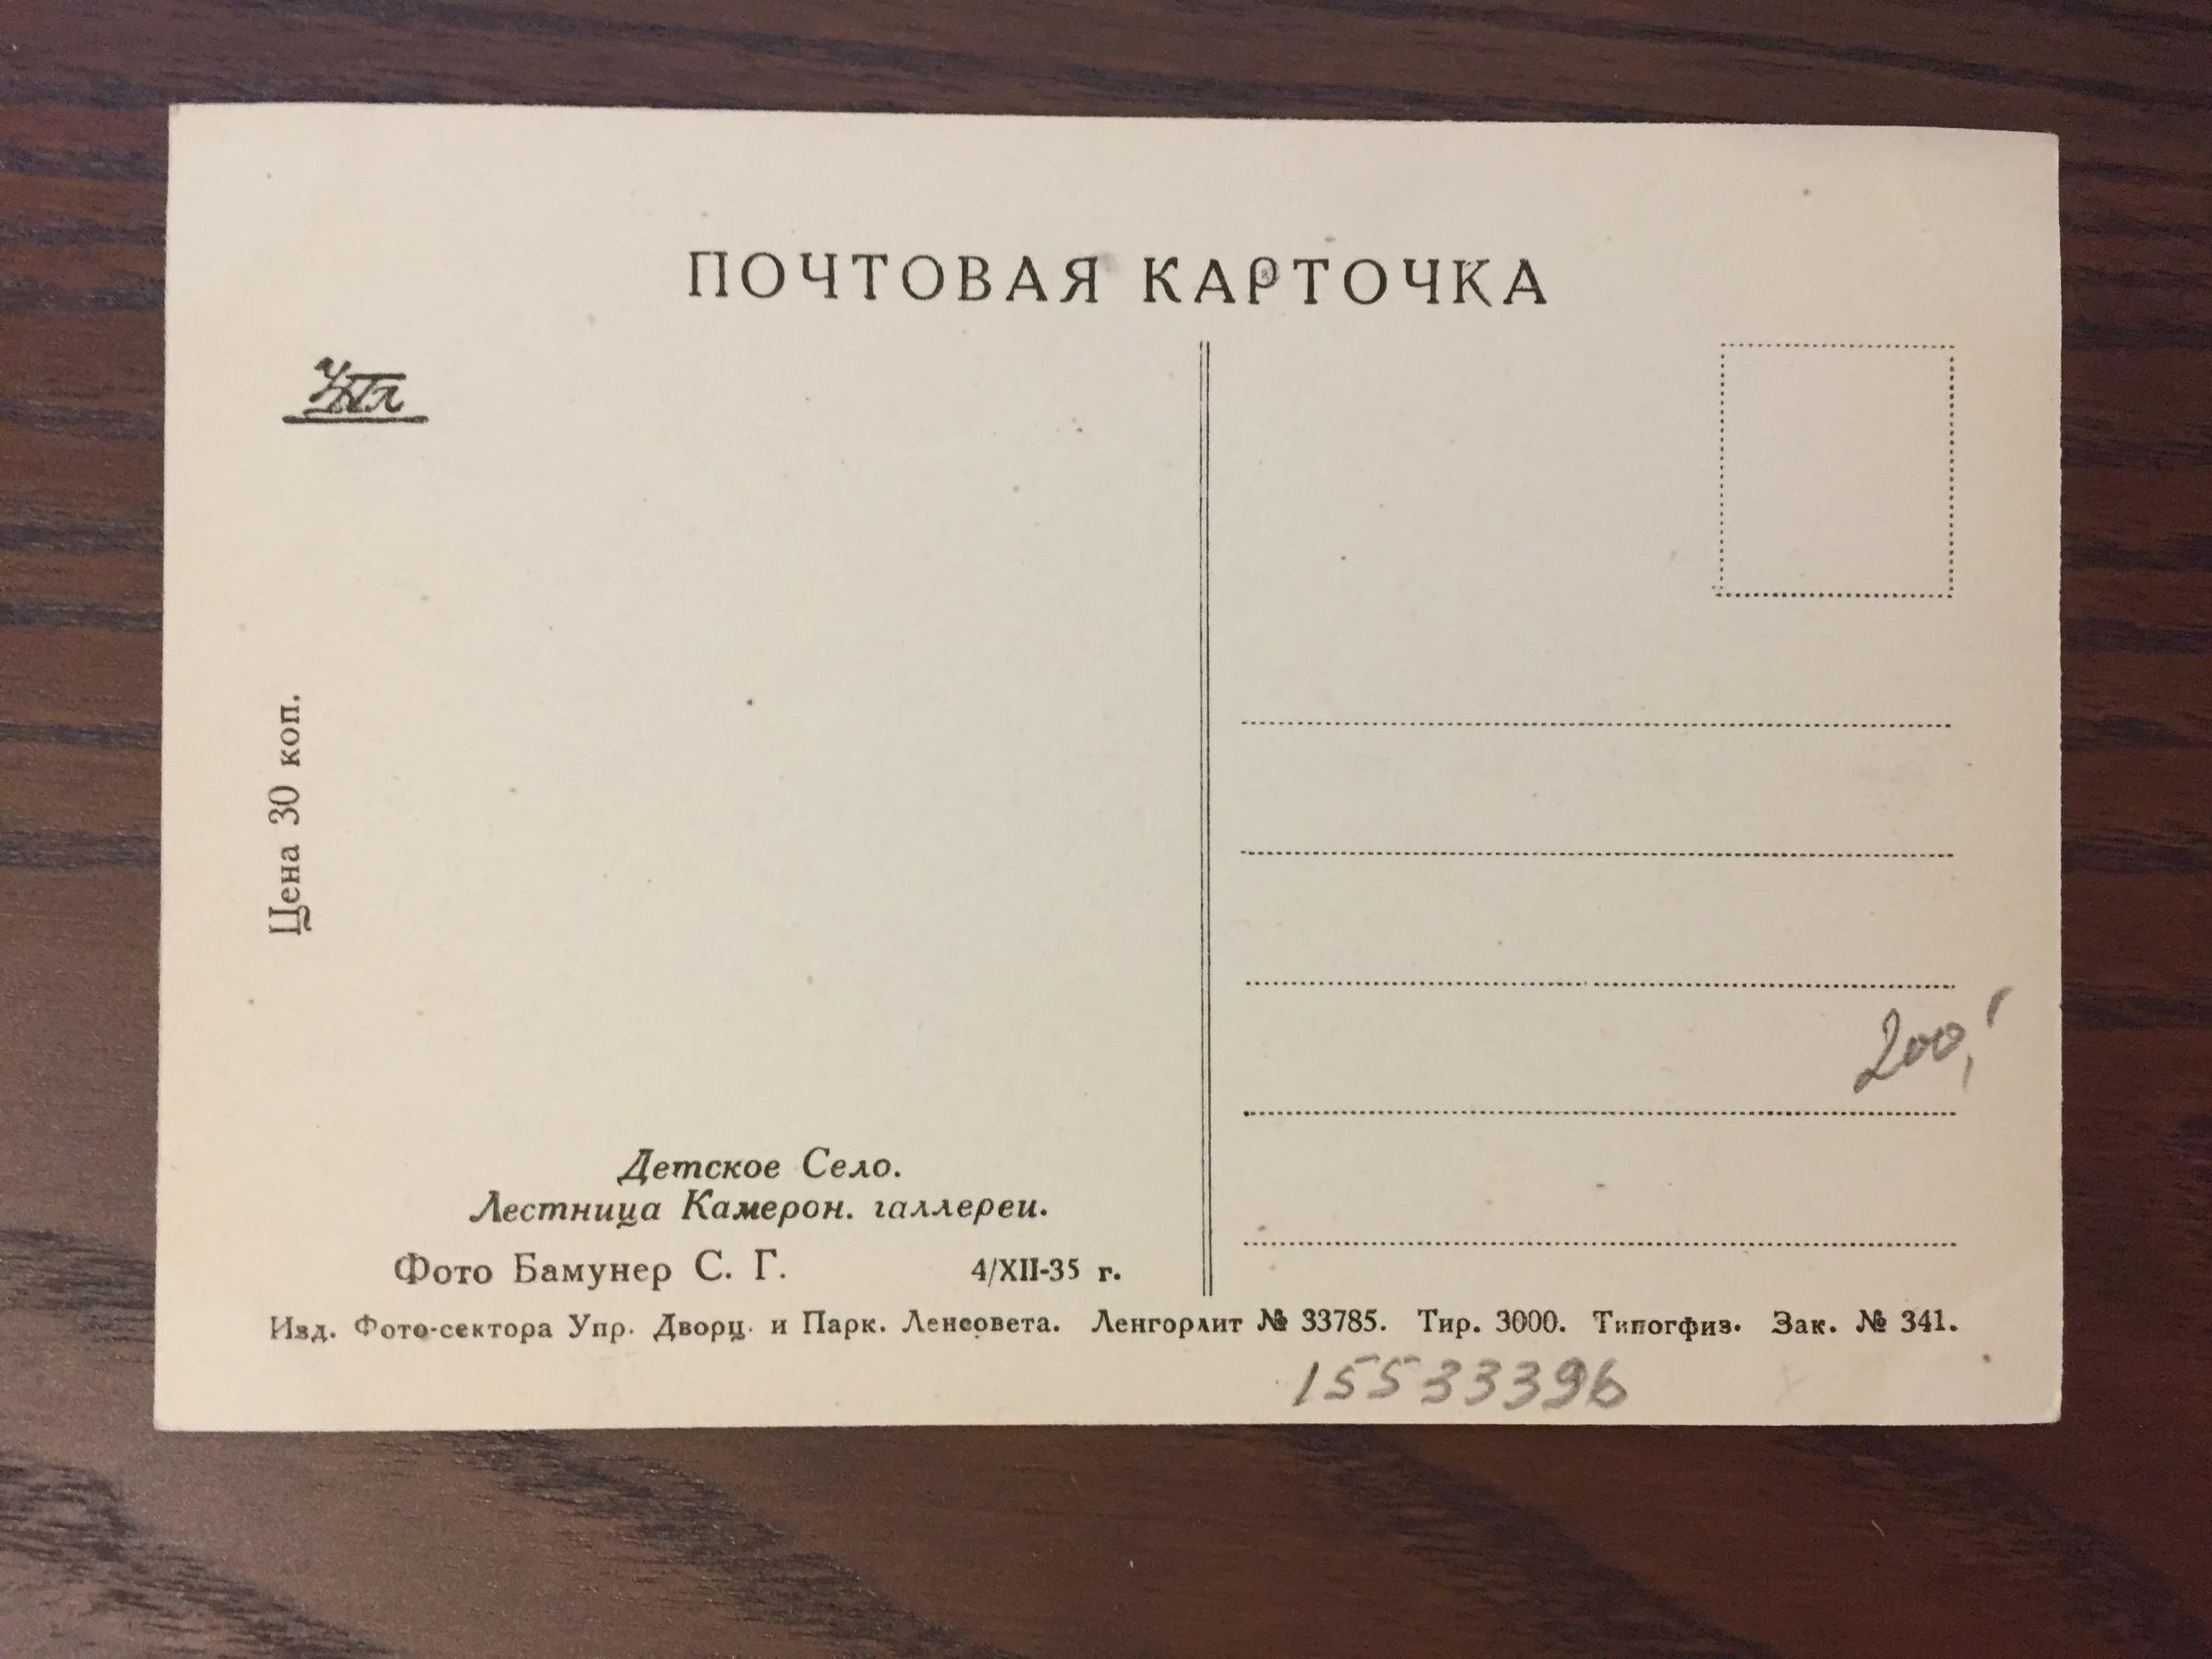 ПОЧТОВАЯ КАРТОЧКА
Цена 30 коп.
200,
Детское Село.
Лестница Камерон. галлереи.
Фото Бамунер С. Г. 4/XII-35 г.
Изд. Фото-сектора Упр. Дворц. и Парк. Ленсовета. Ленгорлит № 33785. Тир. 3000. Типогфиз. Зак. № 341.
15533396